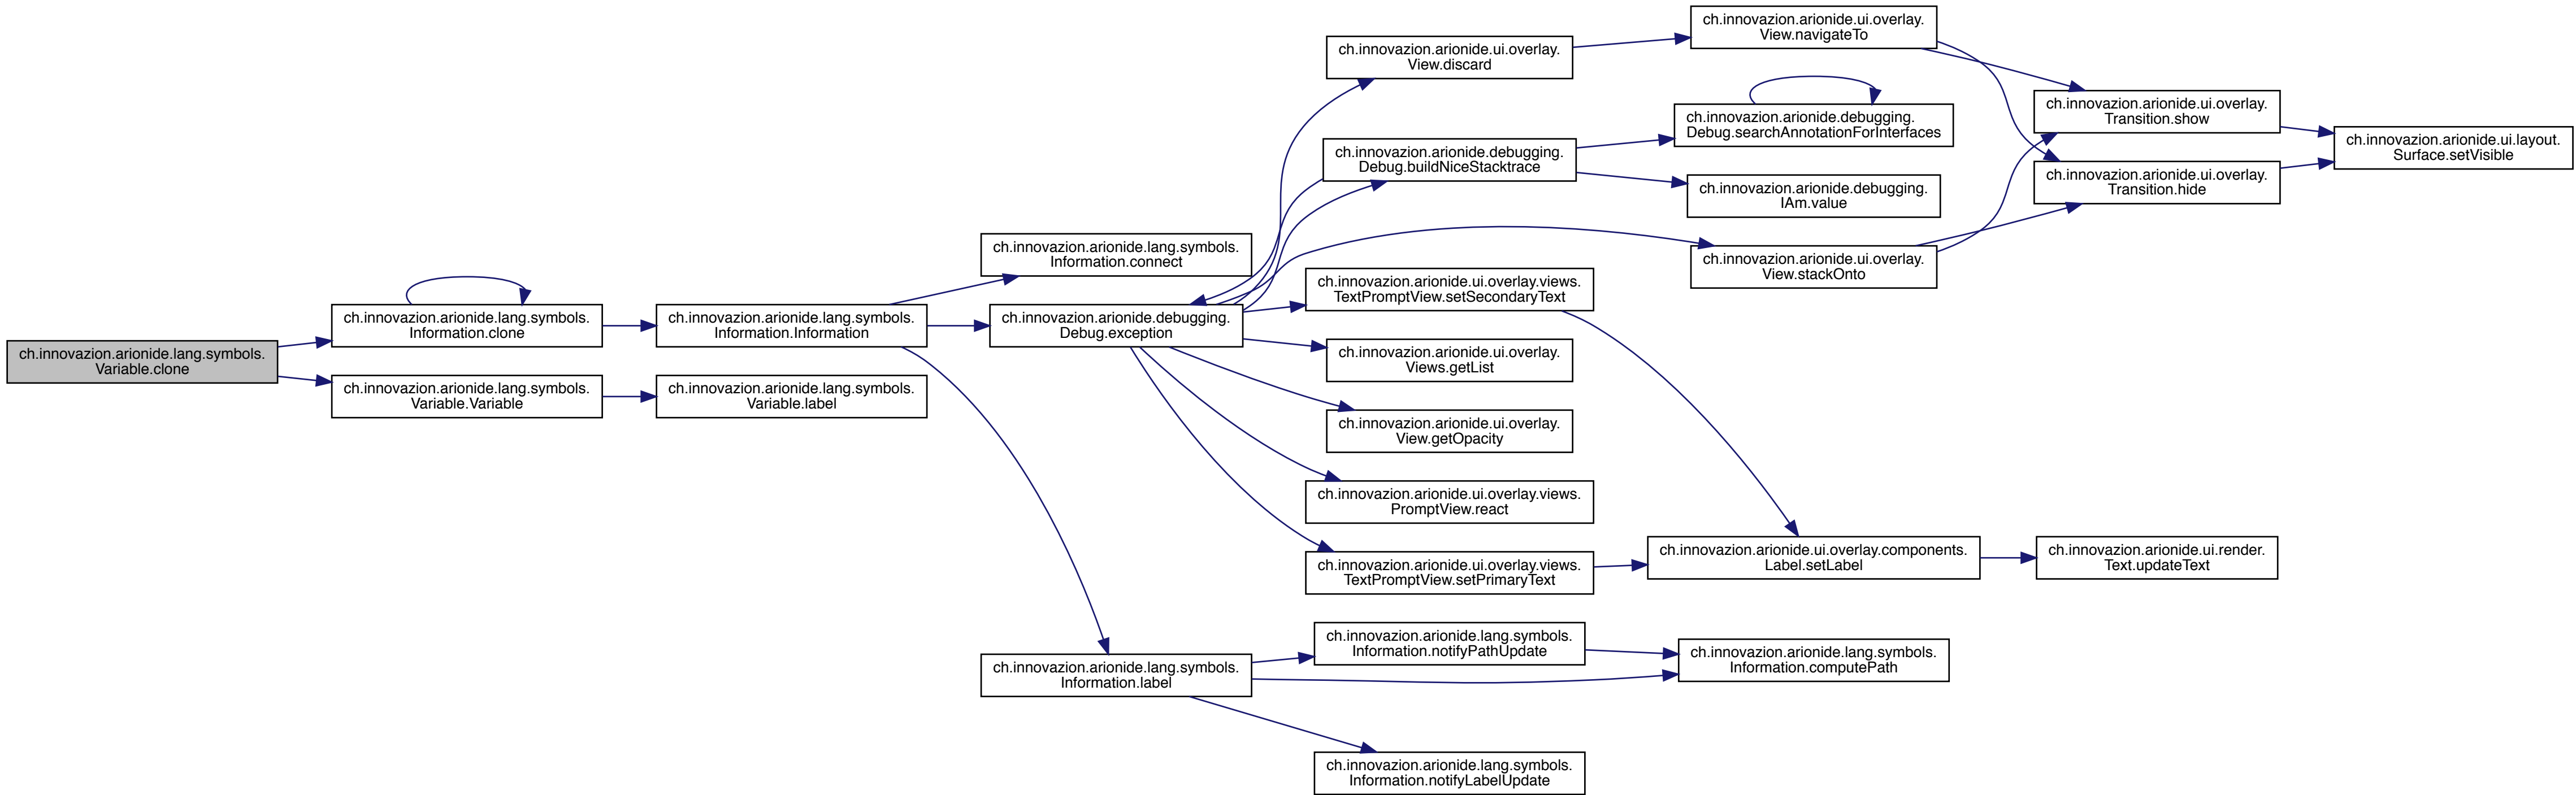 ch.innovazion.arionide.lang.symbols.
Variable.clone
ch.innovazion.arionide.lang.symbols.
Information.clone
ch.innovazion.arionide.lang.symbols.
Variable.Variable
ch.innovazion.arionide.lang.symbols.
Information.Information
ch.innovazion.arionide.lang.symbols.
Variable.label
ch.innovazion.arionide.lang.symbols.
Information.connect
ch.innovazion.arionide.debugging.
Debug.exception
ch.innovazion.arionide.lang.symbols.
Information.label
ch.innovazion.arionide.ui.overlay.
View.discard
ch.innovazion.arionide.debugging.
Debug.buildNiceStacktrace
ch.innovazion.arionide.ui.overlay.views.
TextPromptView.setSecondaryText
ch.innovazion.arionide.ui.overlay.
Views.getList
ch.innovazion.arionide.ui.overlay.
View.getOpacity
ch.innovazion.arionide.ui.overlay.views.
PromptView.react
ch.innovazion.arionide.ui.overlay.views.
TextPromptView.setPrimaryText
ch.innovazion.arionide.lang.symbols.
Information.notifyPathUpdate
ch.innovazion.arionide.lang.symbols.
Information.notifyLabelUpdate
ch.innovazion.arionide.ui.overlay.
View.navigateTo
ch.innovazion.arionide.debugging.
Debug.searchAnnotationForInterfaces
ch.innovazion.arionide.debugging.
IAm.value
ch.innovazion.arionide.ui.overlay.
View.stackOnto
ch.innovazion.arionide.ui.overlay.components.
Label.setLabel
ch.innovazion.arionide.lang.symbols.
Information.computePath
ch.innovazion.arionide.ui.overlay.
Transition.show
ch.innovazion.arionide.ui.overlay.
Transition.hide
ch.innovazion.arionide.ui.render.
Text.updateText
ch.innovazion.arionide.ui.layout.
Surface.setVisible